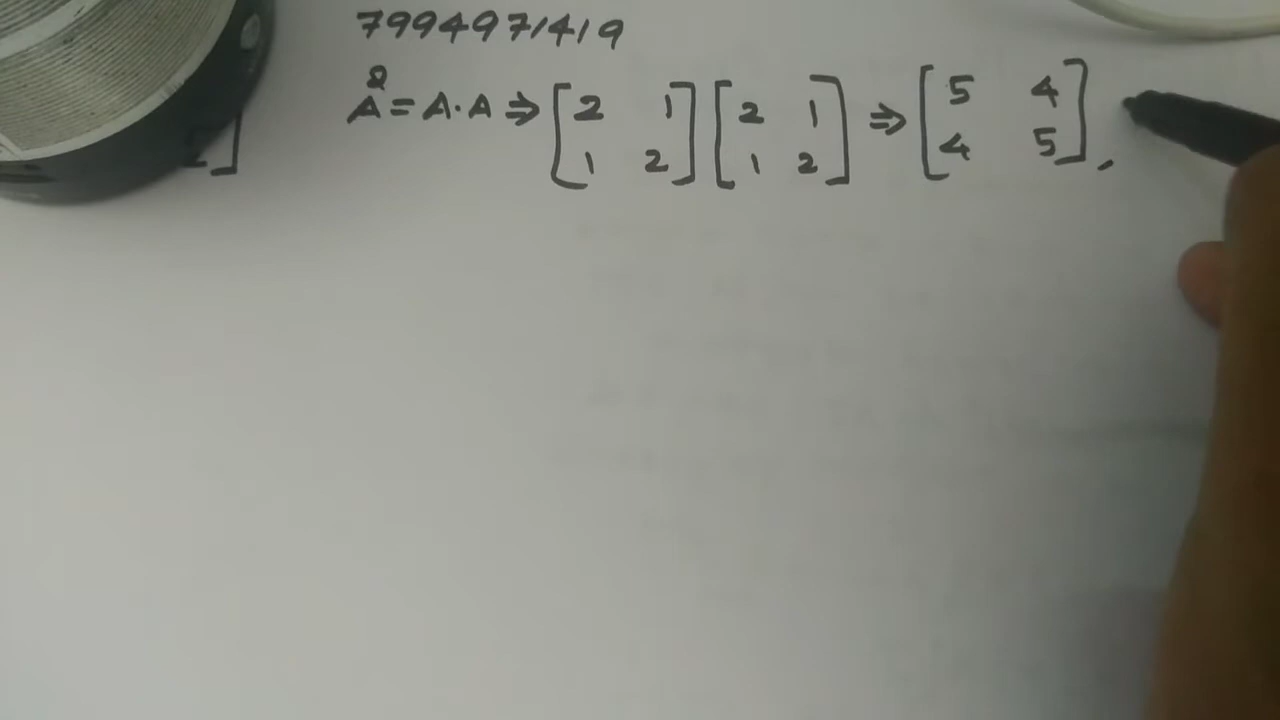 7994971419
A² = A·A ⇒ [2 1 1 2] [2 1 1 2] ⇒ [5 4 4 5].